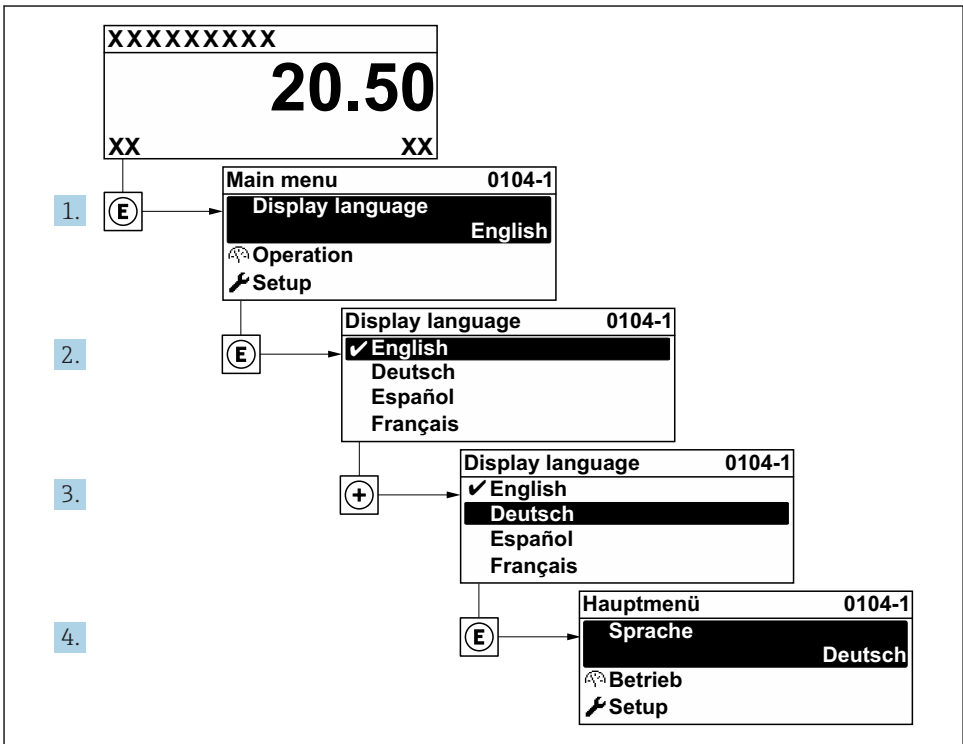 XXXXXXXXX
20.50
XX XX
1. E
Main menu 0104-1
Display language
English
Operation
Setup
2. E
Display language 0104-1
✔ English
Deutsch
Español
Français
3. +
Display language 0104-1
✔ English
Deutsch
Español
Français
4. E
Hauptmenü 0104-1
Sprache
Deutsch
Betrieb
Setup